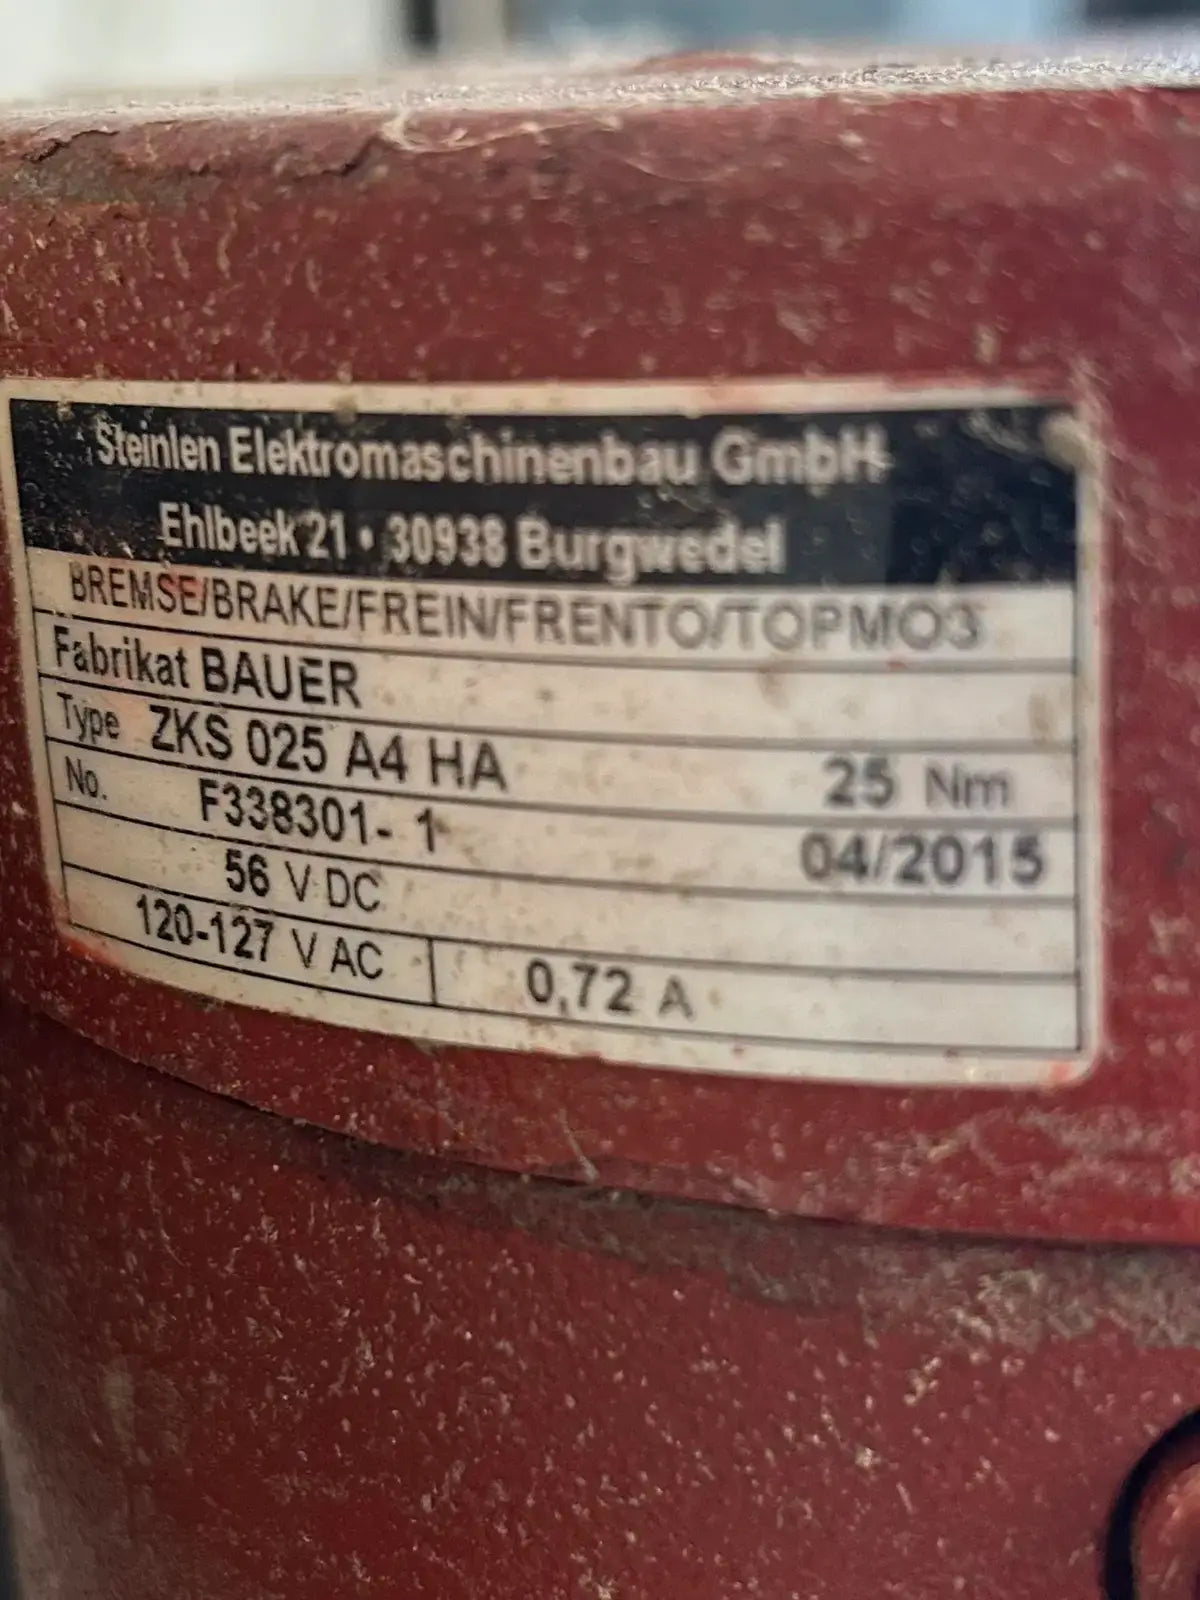 Steinlen Elektromaschinenbau GmbH
Ehlbeek 21 • 30938 Burgwedel
BREMSE/BRAKE/FREIN/FRENTO/TOPMO3
Fabrikat BAUER
Type ZKS 025 A4 HA 25 Nm
No. F338301- 1 04/2015
56 V DC
120-127 V AC 0,72 A